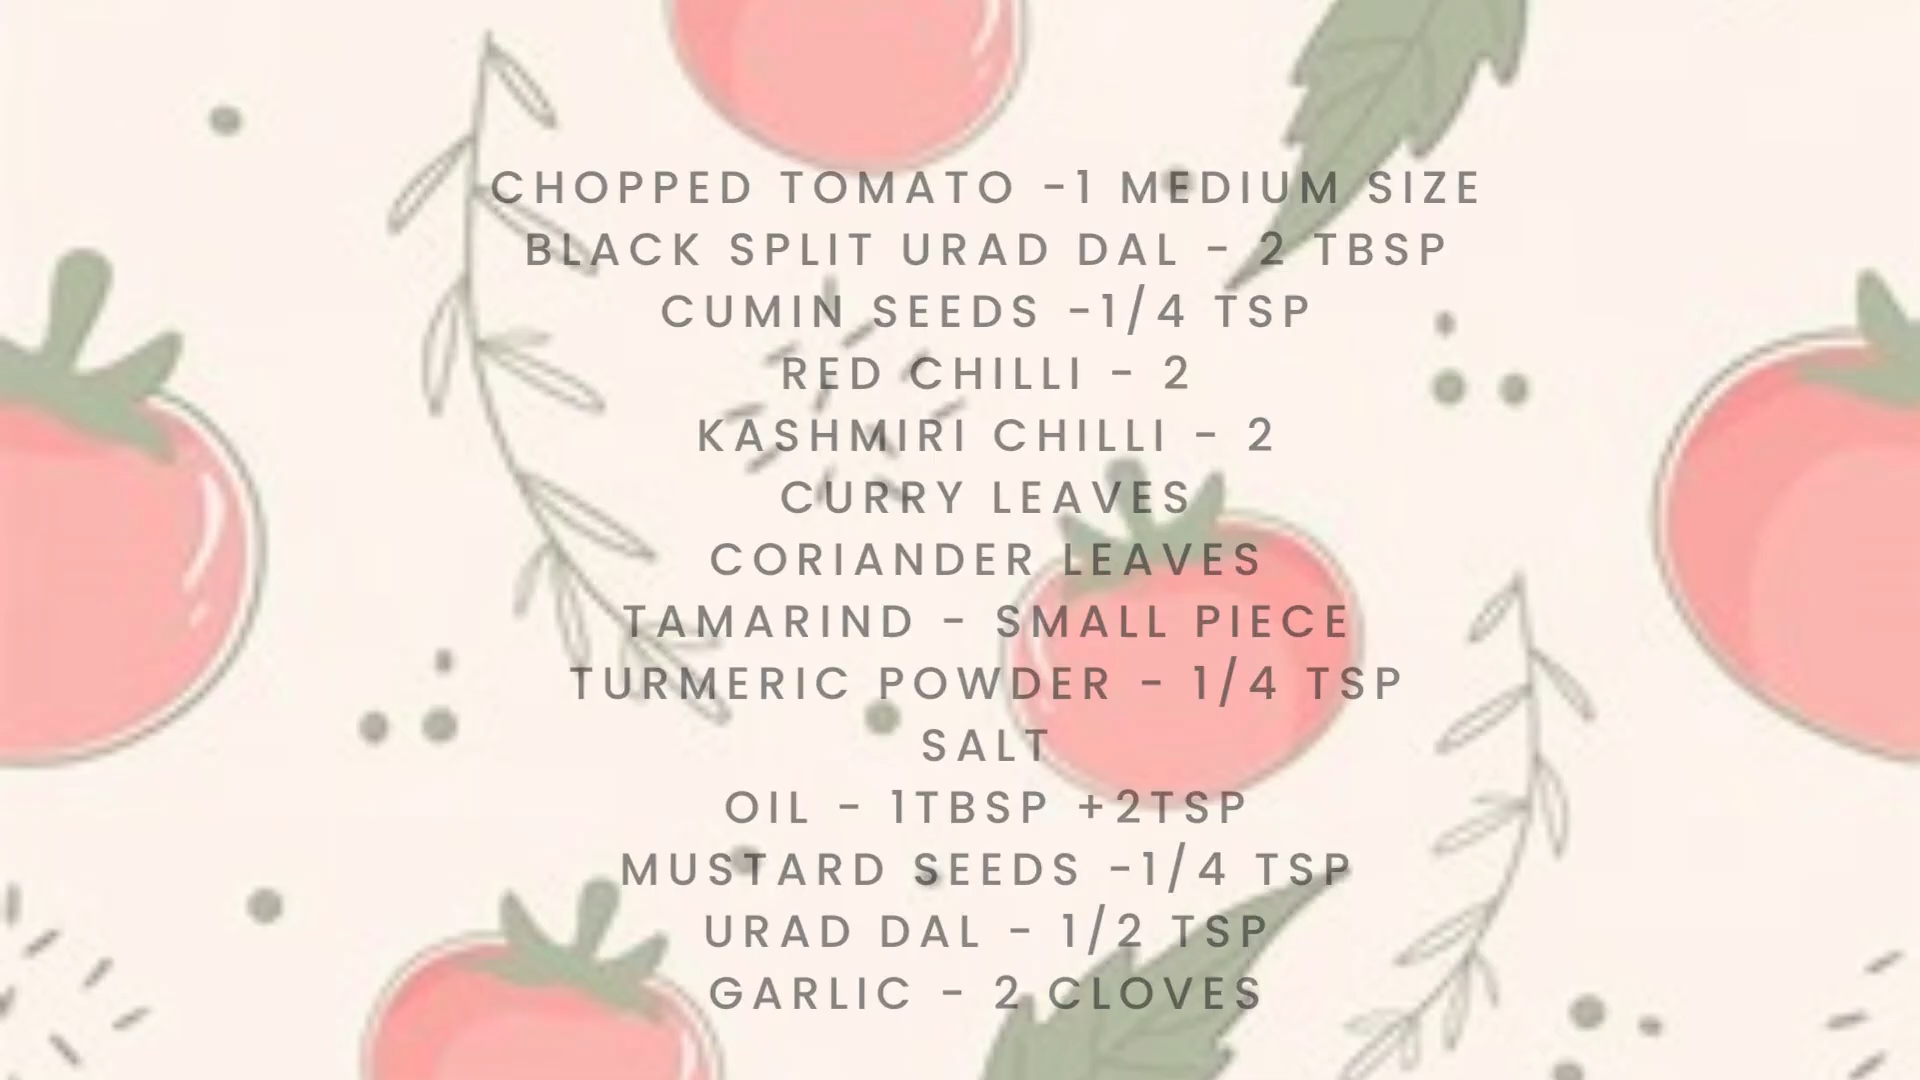 CHOPPED TOMATO -1 MEDIUM SIZE
BLACK SPLIT URAD DAL - 2 TBSP
CUMIN SEEDS -1/4 TSP
RED CHILLI - 2
KASHMIRI CHILLI - 2
CURRY LEAVES
CORIANDER LEAVES
TAMARIND - SMALL PIECE
TURMERIC POWDER - 1/4 TSP
SALT
OIL - 1TBSP +2TSP
MUSTARD SEEDS -1/4 TSP
URAD DAL - 1/2 TSP
GARLIC - 2 CLOVES